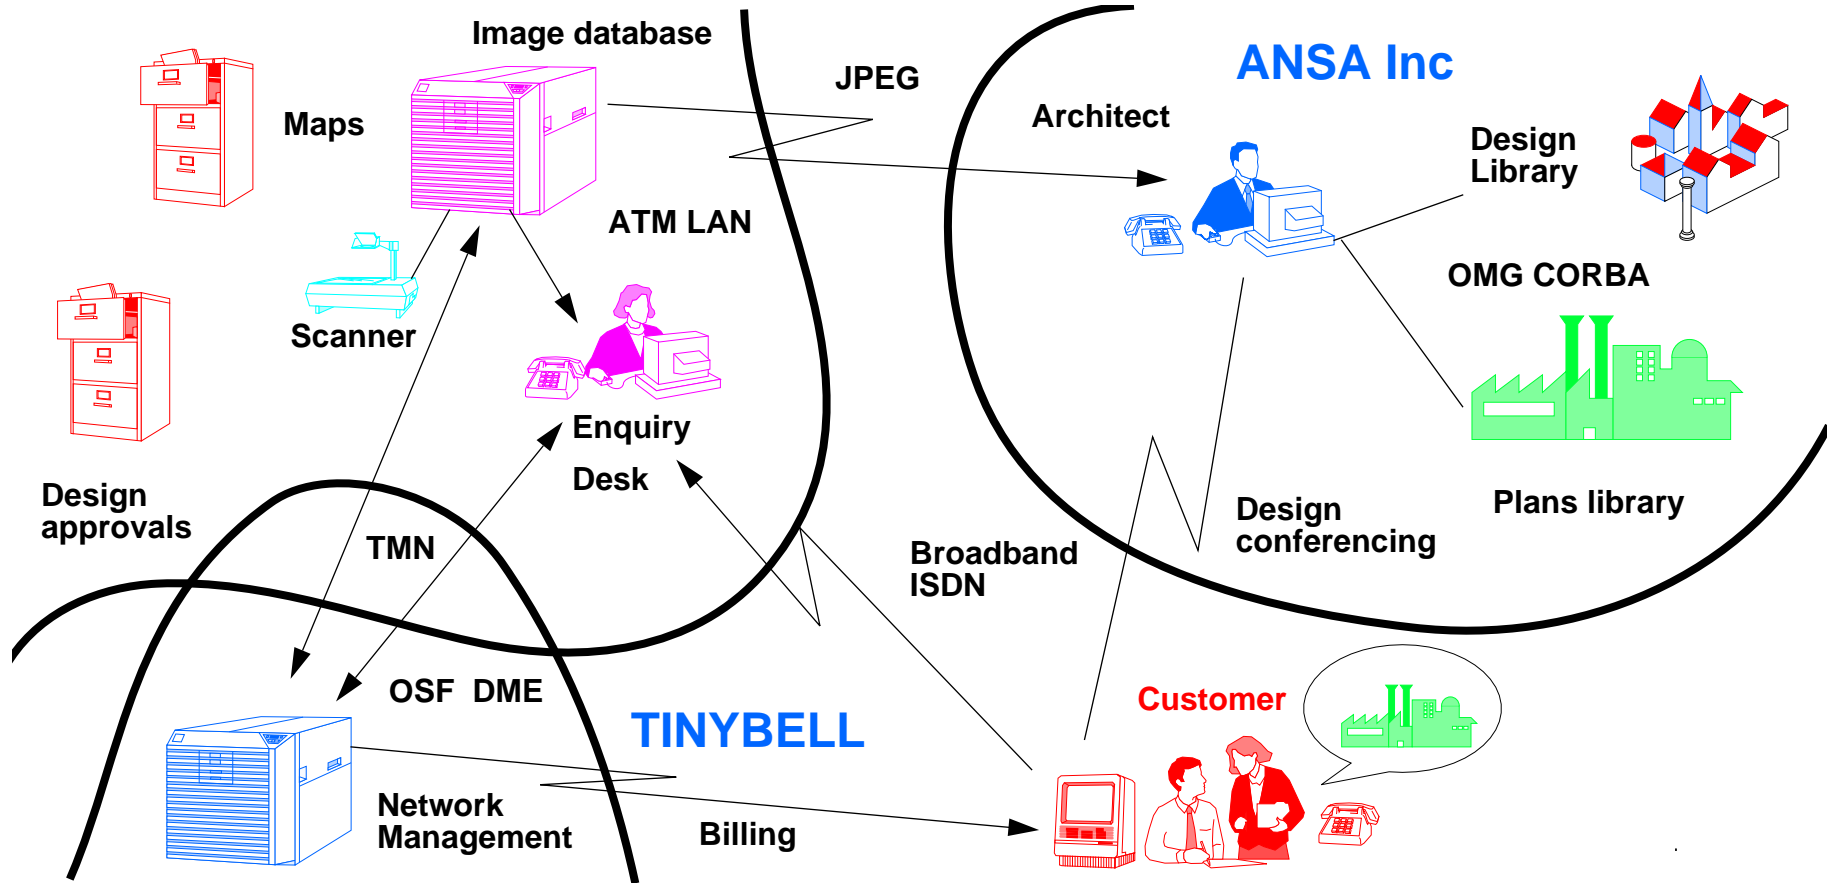 Image database
ANSA Inc
JPEG
Maps
Architect
Design
Library
ATM LAN
OMG CORBA
Scanner
Enquiry
Desk
Design
approvals
Plans library
TMN
Design
conferencing
Broadband
ISDN
OSF DME
Customer
TINYBELL
Network
Management
Billing